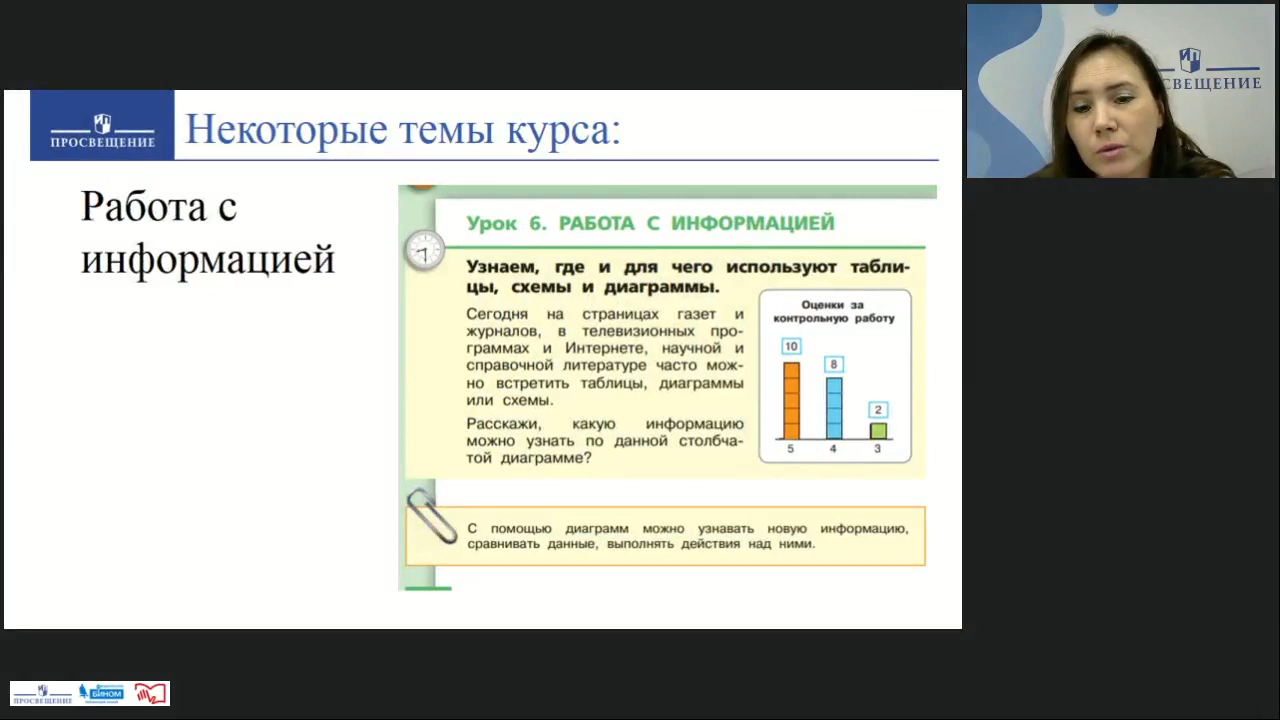 ПРОСВЕЩЕНИЕ
Некоторые темы курса:
Работа с
информацией
Урок 6. РАБОТА С ИНФОРМАЦИЕЙ
Узнаем, где и для чего используют табли-
цы, схемы и диаграммы.
Сегодня на страницах газет и
журналов, в телевизионных про-
граммах и Интернете, научной и
справочной литературе часто мож-
но встретить таблицы, диаграммы
или схемы.
Расскажи, какую информацию
можно узнать по данной столбча-
той диаграмме?
Оценки за
контрольную работу
10
8
2
5 4 3
С помощью диаграмм можно узнавать новую информацию,
сравнивать данные, выполнять действия над ними.
СВЕЩЕНИЕ
ПРОСВЕЩЕНИЕ
БИНОМ